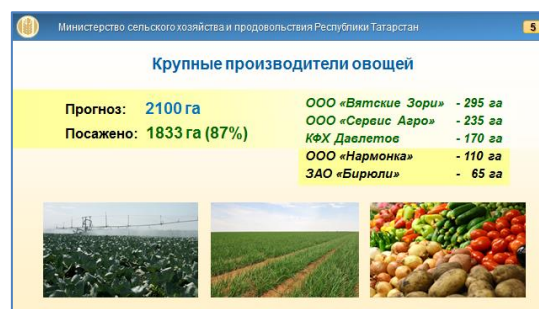 Министерство сельского хозяйства и продовольствия Республики Татарстан
5
Крупные производители овощей
Прогноз: 2100 га
Посажено: 1833 га (87%)
ООО «Вятские Зори» - 295 га
ООО «Сервис Агро» - 235 га
КФХ Давлетов - 170 га
ООО «Нармонка» - 110 га
ЗАО «Бирюли» - 65 га